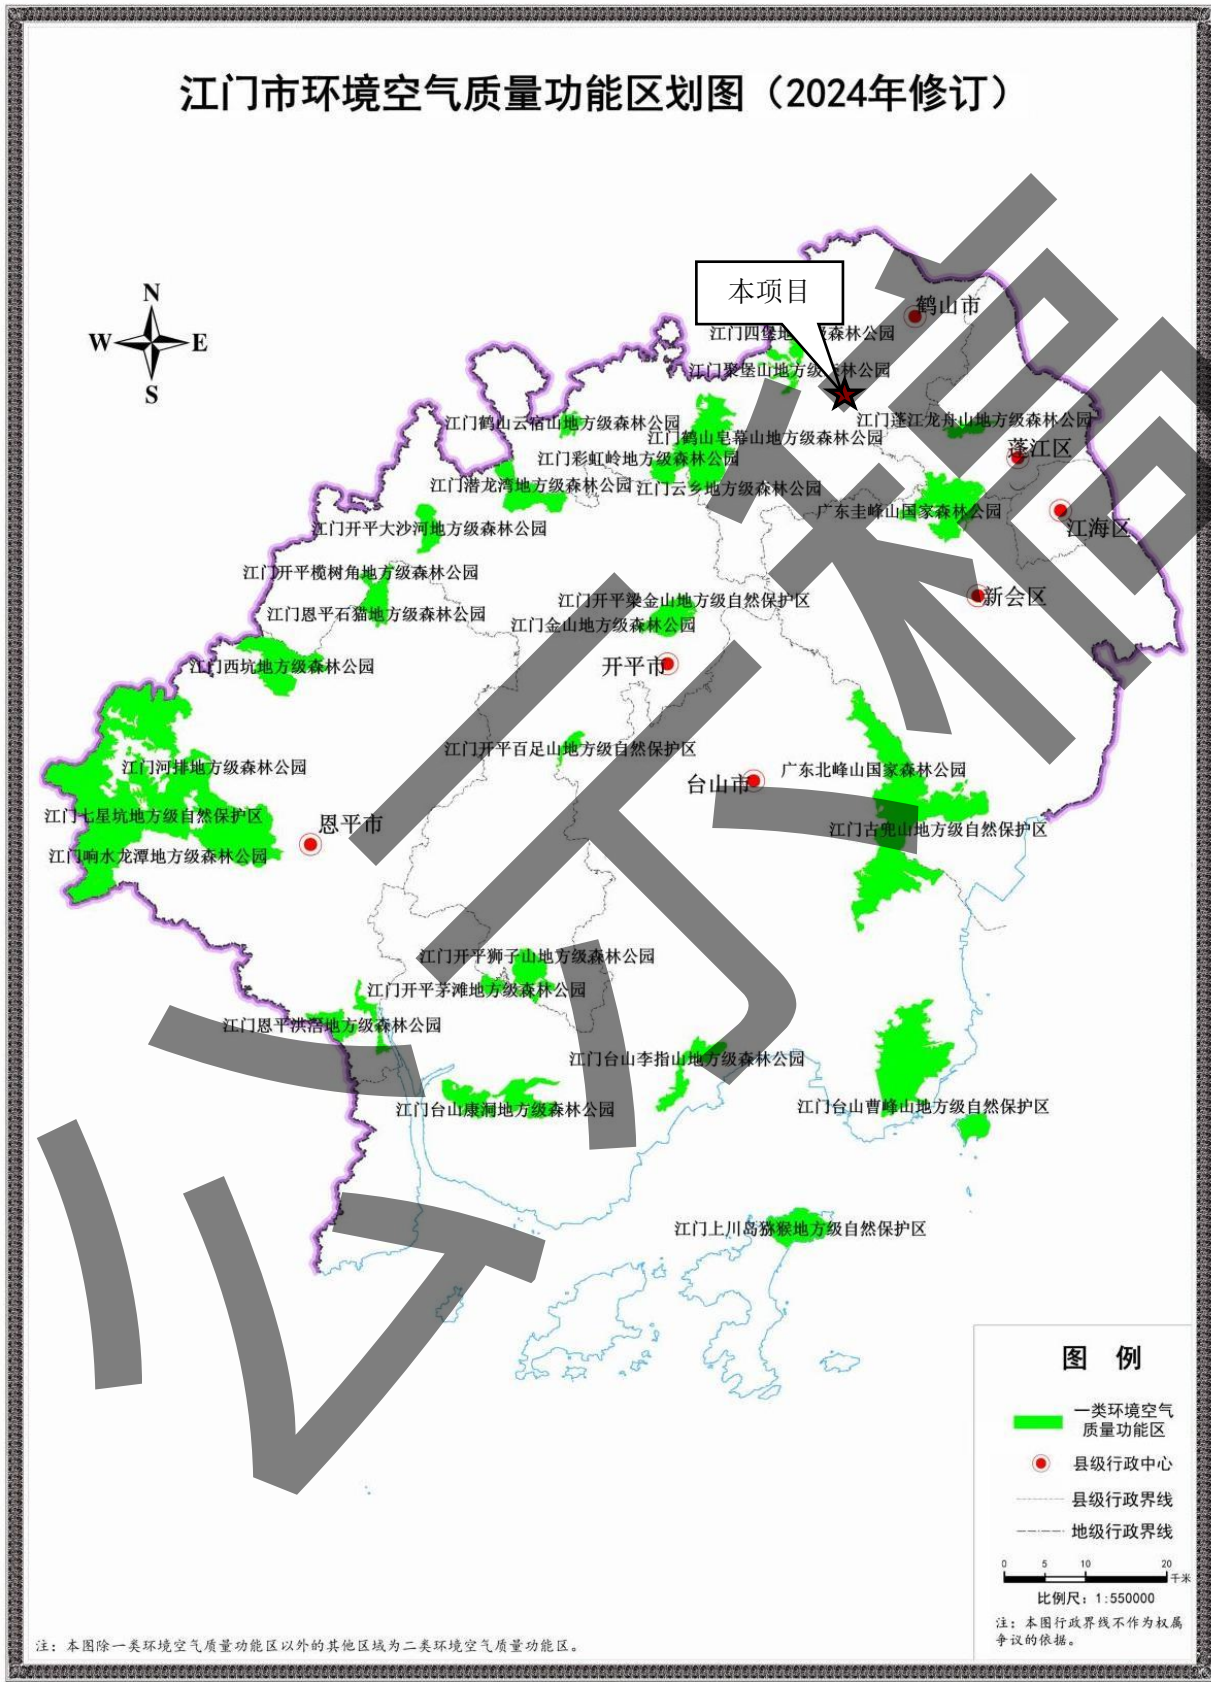 江门市环境空气质量功能区划图（2024年修订）
N
W
E
S
本项目
鹤山市
江门四堡地方级森林公园
江门聚堡山地方级森林公园
江门鹤山云宿山地方级森林公园
江门蓬江龙舟山地方级森林公园
江门鹤山皂幕山地方级森林公园
蓬江区
江门彩虹岭地方级森林公园
江门潜龙湾地方级森林公园
江门云乡地方级森林公园
广东圭峰山国家森林公园
江门开平大沙河地方级森林公园
江海区
江门开平榄树角地方级森林公园
江门开平梁金山地方级自然保护区
新会区
江门恩平石猫地方级森林公园
江门金山地方级森林公园
江门西坑地方级森林公园
开平市
江门开平百足山地方级自然保护区
江门河排地方级森林公园
广东北峰山国家森林公园
台山市
江门七星坑地方级自然保护区
恩平市
江门古兜山地方级自然保护区
江门响水龙潭地方级森林公园
江门开平狮子山地方级森林公园
江门开平茅滩地方级森林公园
江门恩平洪滘地方级森林公园
江门台山李指山地方级森林公园
江门台山康洞地方级森林公园
江门台山曹峰山地方级自然保护区
江门上川岛猕猴地方级自然保护区
图 例
一类环境空气
质量功能区
县级行政中心
县级行政界线
地级行政界线
0 5 10 20
千米
比例尺：1:550000
注：本图行政界线不作为权属
争议的依据。
注：本图除一类环境空气质量功能区以外的其他区域为二类环境空气质量功能区。
公示稿